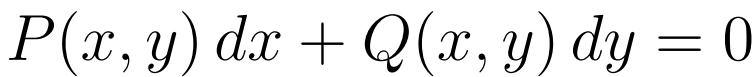 P(x, y) dx + Q(x, y) dy = 0